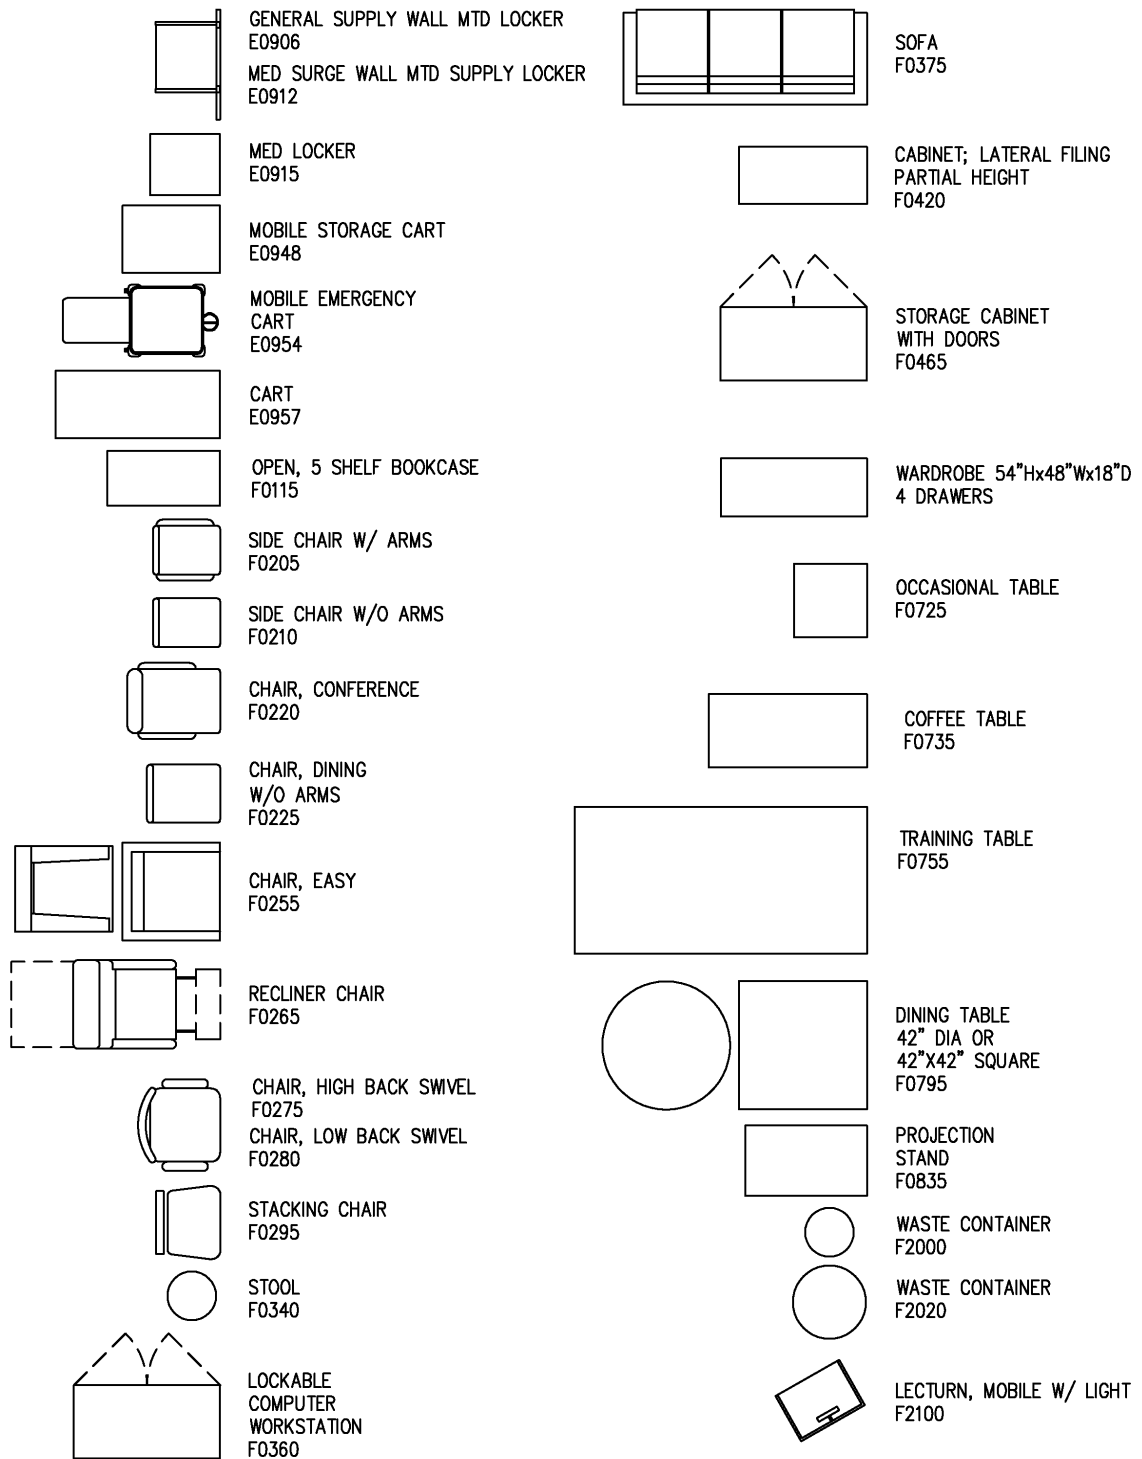 GENERAL SUPPLY WALL MTD LOCKER
E0906
MED SURGE WALL MTD SUPPLY LOCKER
E0912
MED LOCKER
E0915
MOBILE STORAGE CART
E0948
MOBILE EMERGENCY
CART
E0954
CART
E0957
OPEN, 5 SHELF BOOKCASE
F0115
SIDE CHAIR W/ ARMS
F0205
SIDE CHAIR W/O ARMS
F0210
CHAIR, CONFERENCE
F0220
CHAIR, DINING
W/O ARMS
F0225
CHAIR, EASY
F0255
RECLINER CHAIR
F0265
CHAIR, HIGH BACK SWIVEL
F0275
CHAIR, LOW BACK SWIVEL
F0280
STACKING CHAIR
F0295
STOOL
F0340
LOCKABLE
COMPUTER
WORKSTATION
F0360
SOFA
F0375
CABINET; LATERAL FILING
PARTIAL HEIGHT
F0420
STORAGE CABINET
WITH DOORS
F0465
WARDROBE 54"Hx48"Wx18"D
4 DRAWERS
OCCASIONAL TABLE
F0725
COFFEE TABLE
F0735
TRAINING TABLE
F0755
DINING TABLE
42" DIA OR
42"X42" SQUARE
F0795
PROJECTION
STAND
F0835
WASTE CONTAINER
F2000
WASTE CONTAINER
F2020
LECTURN, MOBILE W/ LIGHT
F2100